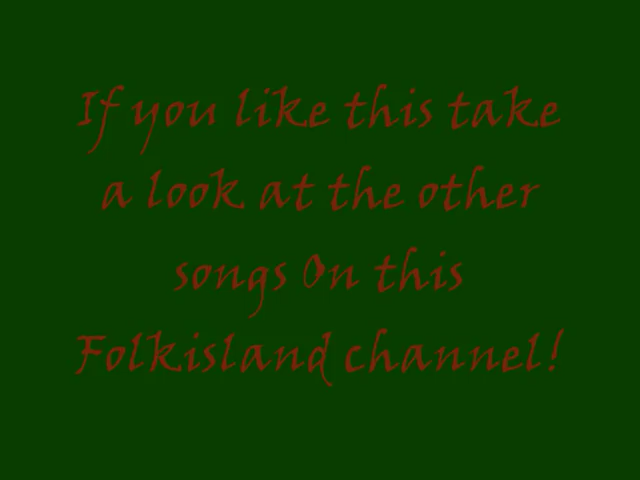 If you like this take
a look at the other
songs On this
Folkisland channel!